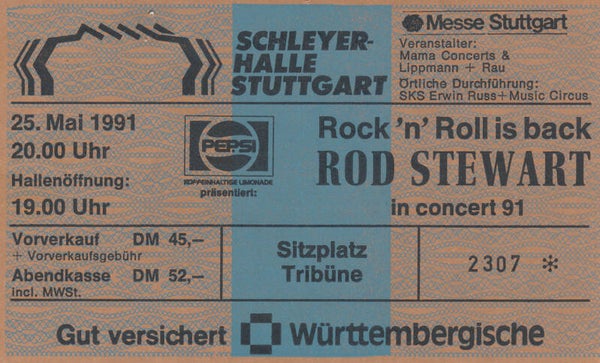 SCHLEYER-
HALLE
STUTTGART
Messe Stuttgart
Veranstalter:
Mama Concerts &
Lippmann + Rau
Örtliche Durchführung:
SKS Erwin Russ+Music Circus
25. Mai 1991
20.00 Uhr
Hallenöffnung:
19.00 Uhr
PEPSI
KOFFEINHALTIGE LIMONADE
präsentiert:
Rock 'n' Roll is back
ROD STEWART
in concert 91
Vorverkauf DM 45,–
+ Vorverkaufsgebühr
Abendkasse DM 52,–
incl. MWSt.
Sitzplatz
Tribüne
2307 *
Gut versichert Württembergische